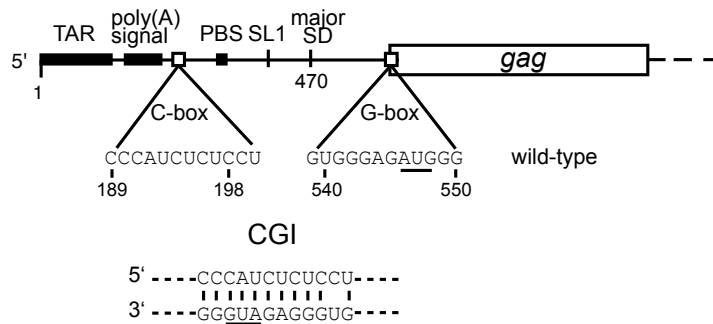 poly(A)
signal
major
SD
TAR
PBS SL1
5'
gag
1
470
C-box
G-box
CCCAUCUCUCCU
GUGGGAGAUGGG
wild-type
189
198
540
550
CGI
5‘ CCCAUCUCUCCU
3‘ GGGUAGAGGGUG